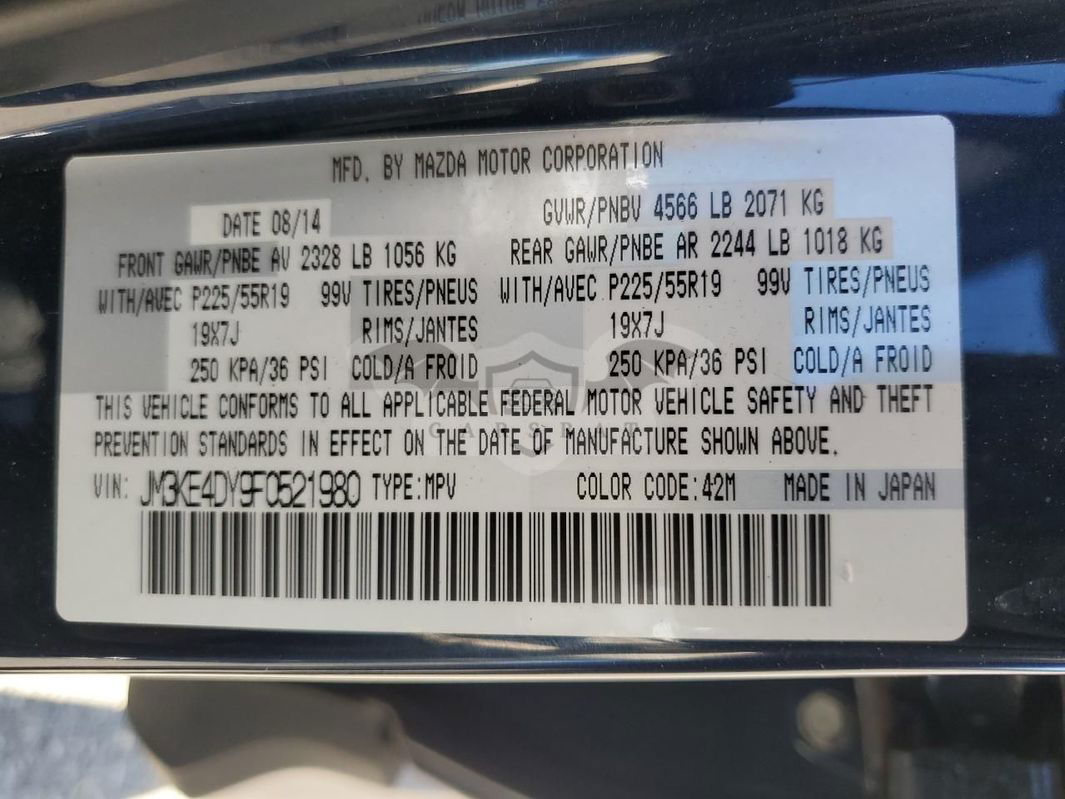 MFD. BY MAZDA MOTOR CORPORATION
DATE 08/14 GVWR/PNBV 4566 LB 2071 KG
FRONT GAWR/PNBE AV 2328 LB 1056 KG REAR GAWR/PNBE AR 2244 LB 1018 KG
WITH/AVEC P225/55R19 99V TIRES/PNEUS WITH/AVEC P225/55R19 99V TIRES/PNEUS
19X7J RIMS/JANTES 19X7J RIMS/JANTES
250 KPA/36 PSI COLD/A FROID 250 KPA/36 PSI COLD/A FROID
THIS VEHICLE CONFORMS TO ALL APPLICABLE FEDERAL MOTOR VEHICLE SAFETY AND THEFT
PREVENTION STANDARDS IN EFFECT ON THE DATE OF MANUFACTURE SHOWN ABOVE.
CARSBAT
VIN: JM3KE4DY9F0521980 TYPE:MPV COLOR CODE:42M MADE IN JAPAN